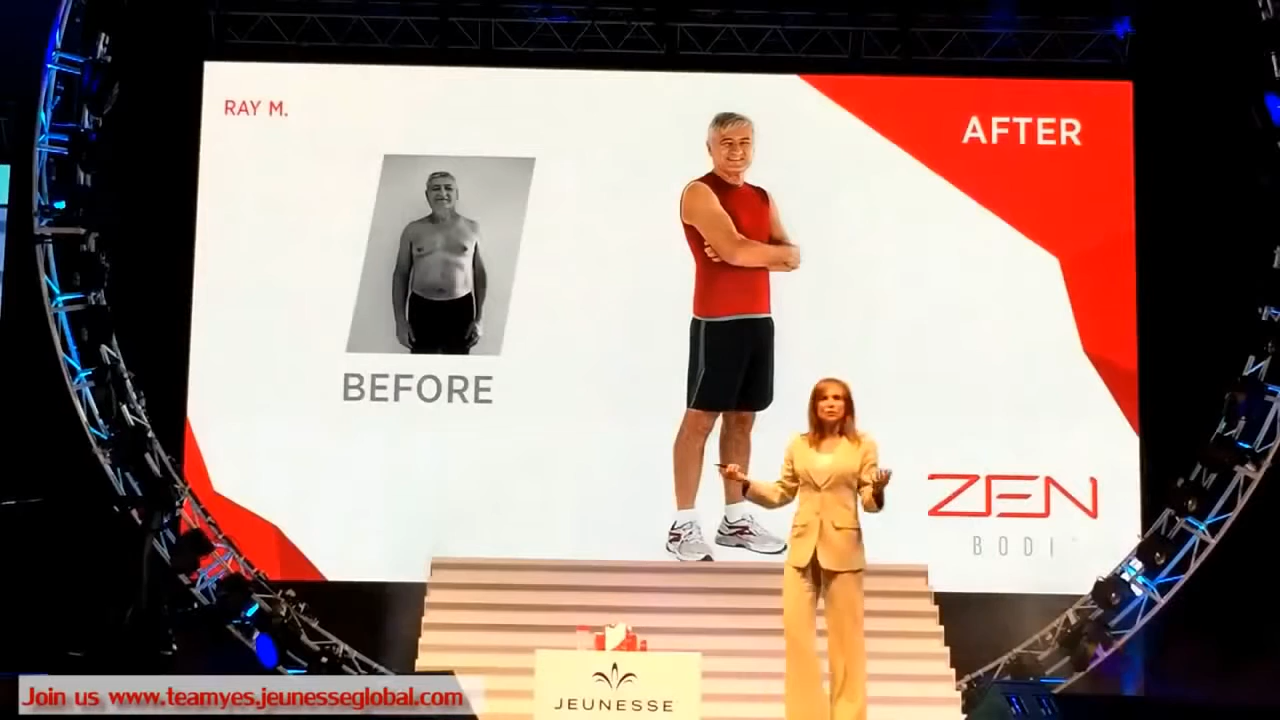 RAY M.
AFTER
BEFORE
ZEN
BODI
JEUNESSE
Join us www.teamyes.jeunesseglobal.com